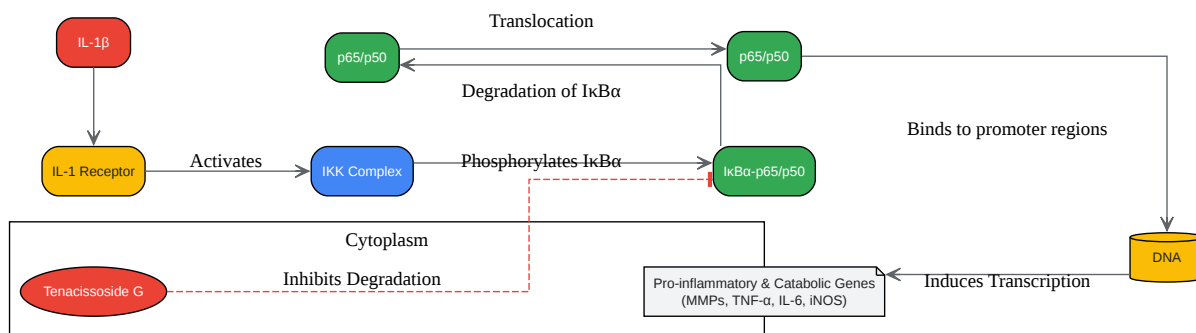 Translocation
IL-1β
p65/p50
p65/p50
Degradation of IκBα
Binds to promoter regions
Activates
Phosphorylates IκBα
IL-1 Receptor
IKK Complex
IκBα-p65/p50
Cytoplasm
DNA
Inhibits Degradation
Tenacissoside G
Pro-inflammatory & Catabolic Genes
(MMPs, TNF-α, IL-6, iNOS)
Induces Transcription